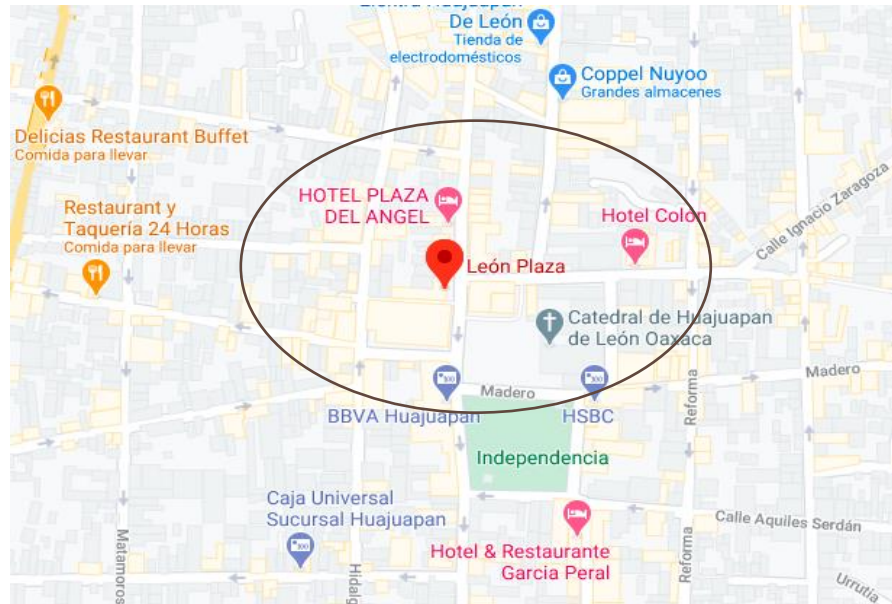 De León
Tienda de
electrodomésticos
Coppel Nuyoo
Grandes almacenes
Delicias Restaurant Buffet
Comida para llevar
HOTEL PLAZA
DEL ANGEL
Restaurant y
Taquería 24 Horas
Comida para llevar
Hotel Colon
Calle Ignacio Zaragoza
León Plaza
Catedral de Huajuapan
de León Oaxaca
Madero
Madero
Reforma
BBVA Huajuapan
HSBC
Independencia
Caja Universal
Sucursal Huajuapan
Calle Aquiles Serdán
Matamoros
Hidalg
Hotel & Restaurante
Garcia Peral
Reforma
Urrutia